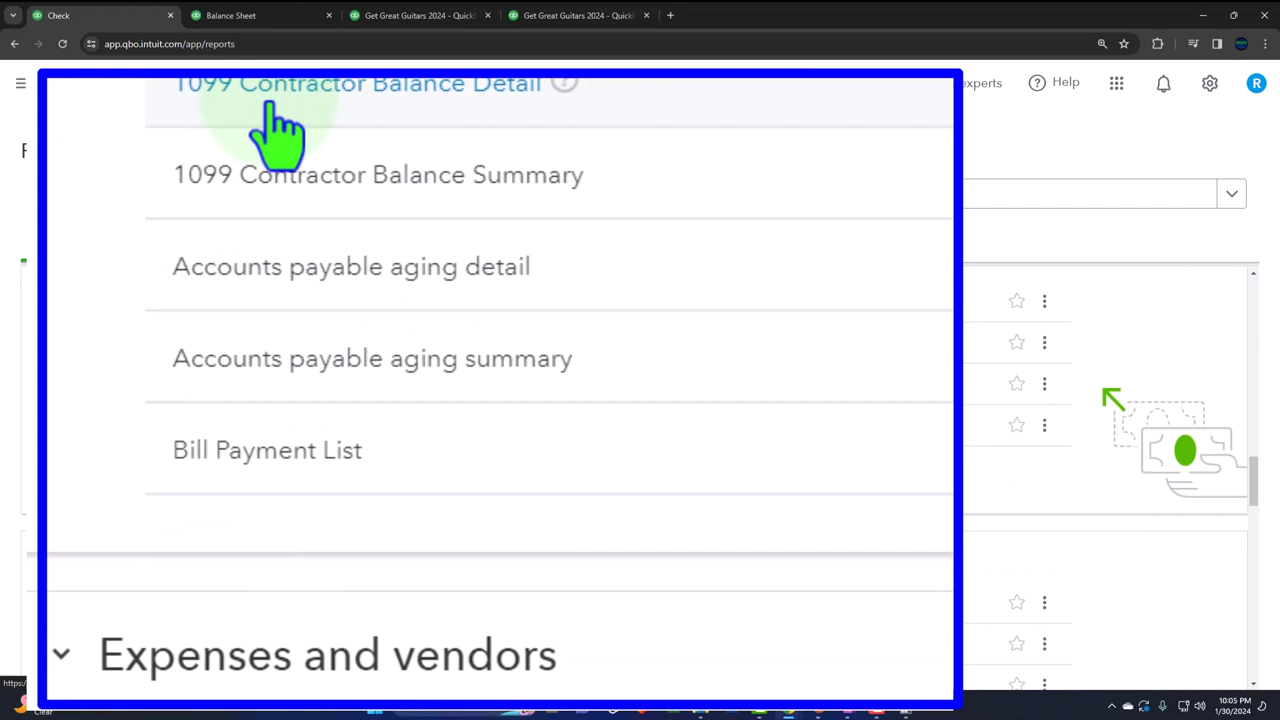 Check
Balance Sheet
Get Great Guitars 2024 - Quick
Get Great Guitars 2024 - Quick
app.qbo.intuit.com/app/reports
experts
Help
R
1099 Contractor Balance Detail
1099 Contractor Balance Summary
Accounts payable aging detail
Accounts payable aging summary
Bill Payment List
Expenses and vendors
Clear
10:05 PM
1/30/2024